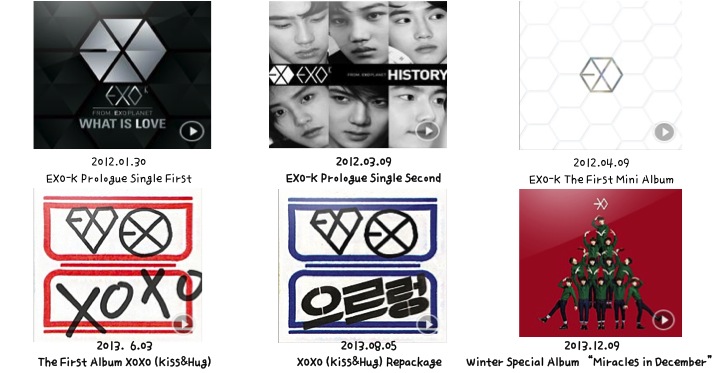 EXO K
FROM EXOPLANET
WHAT IS LOVE
EXO K
FROM EXOPLANET
HISTORY
2012.01.30
EXO-K Prologue Single First
2012.03.09
EXO-K Prologue Single Second
2012.04.09
EXO-K The First Mini Album
EXO
XOXO
2013. 6.03
The First Album XOXO (Kiss&Hug)
EXO
으르렁
2013.08.05
XOXO (Kiss&Hug) Repackage
EXO
2013.12.09
Winter Special Album “Miracles in December”